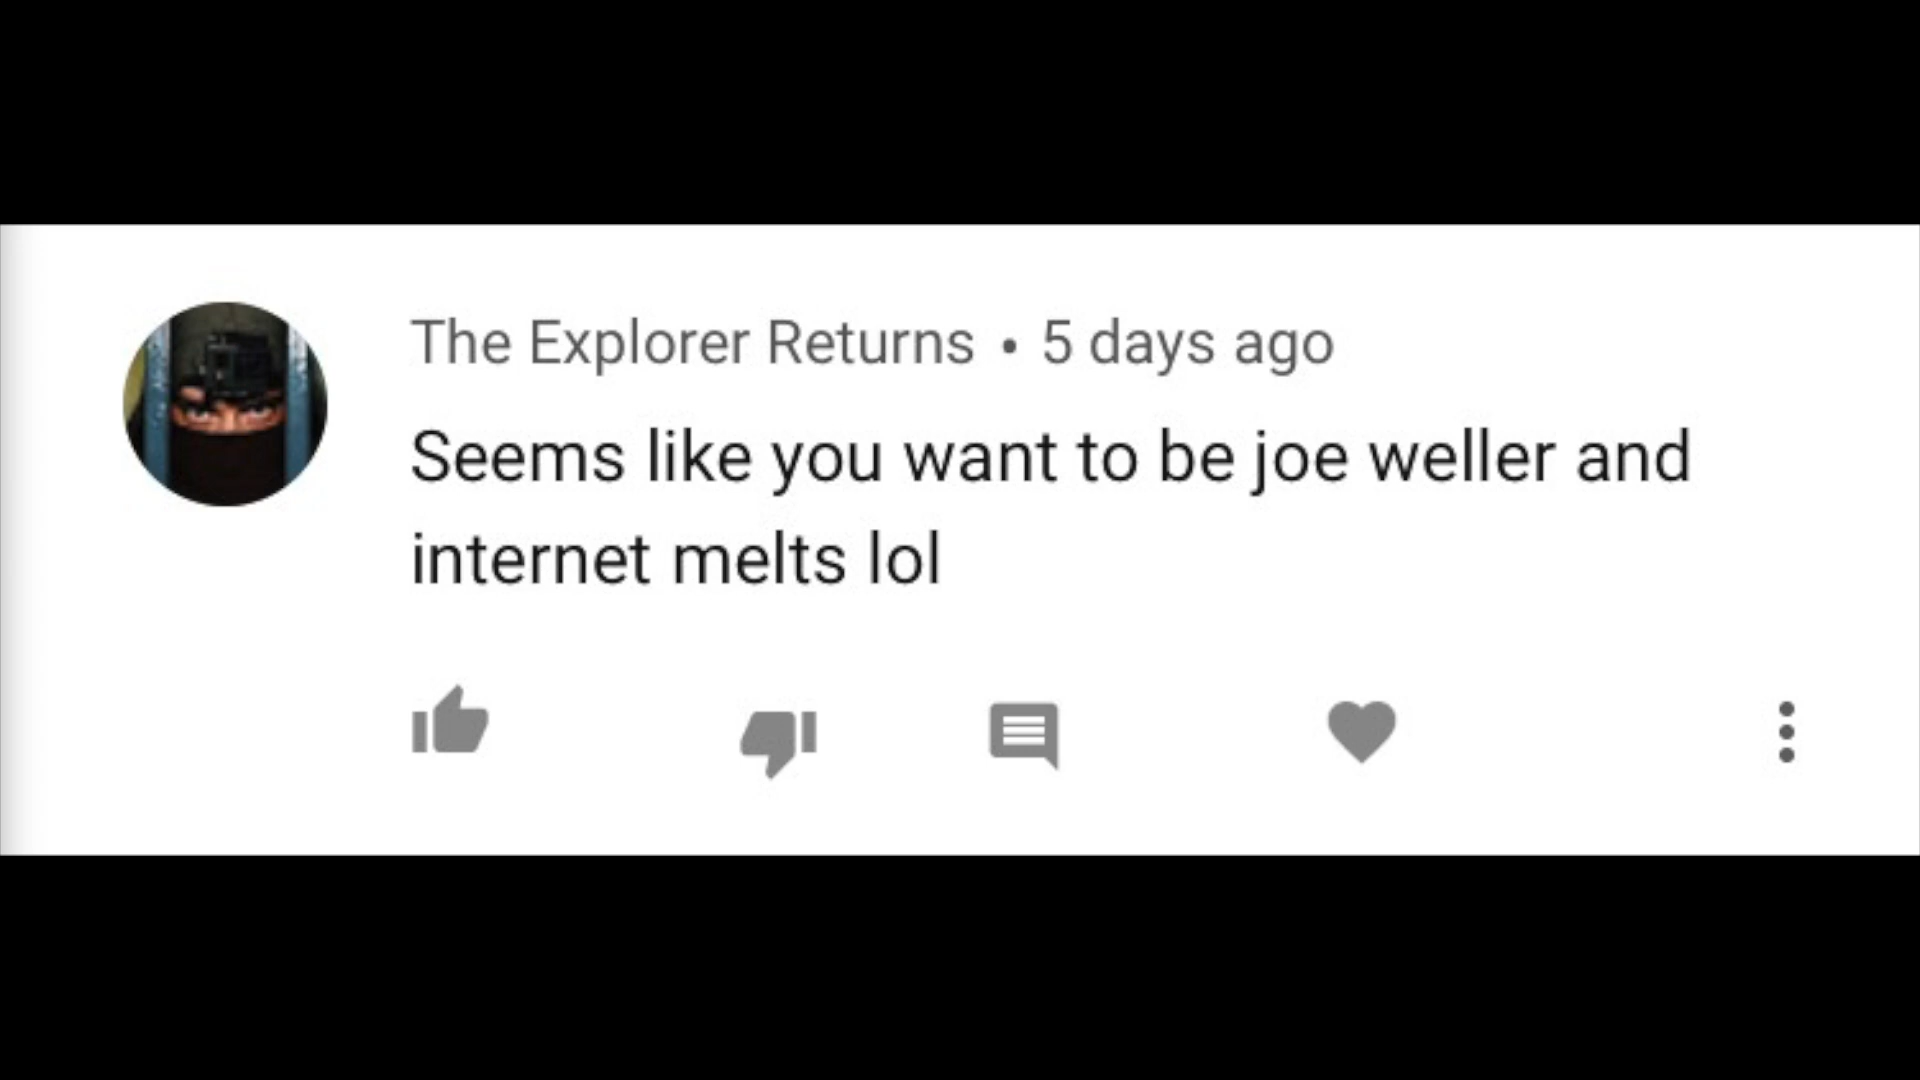 The Explorer Returns • 5 days ago
Seems like you want to be joe weller and
internet melts lol